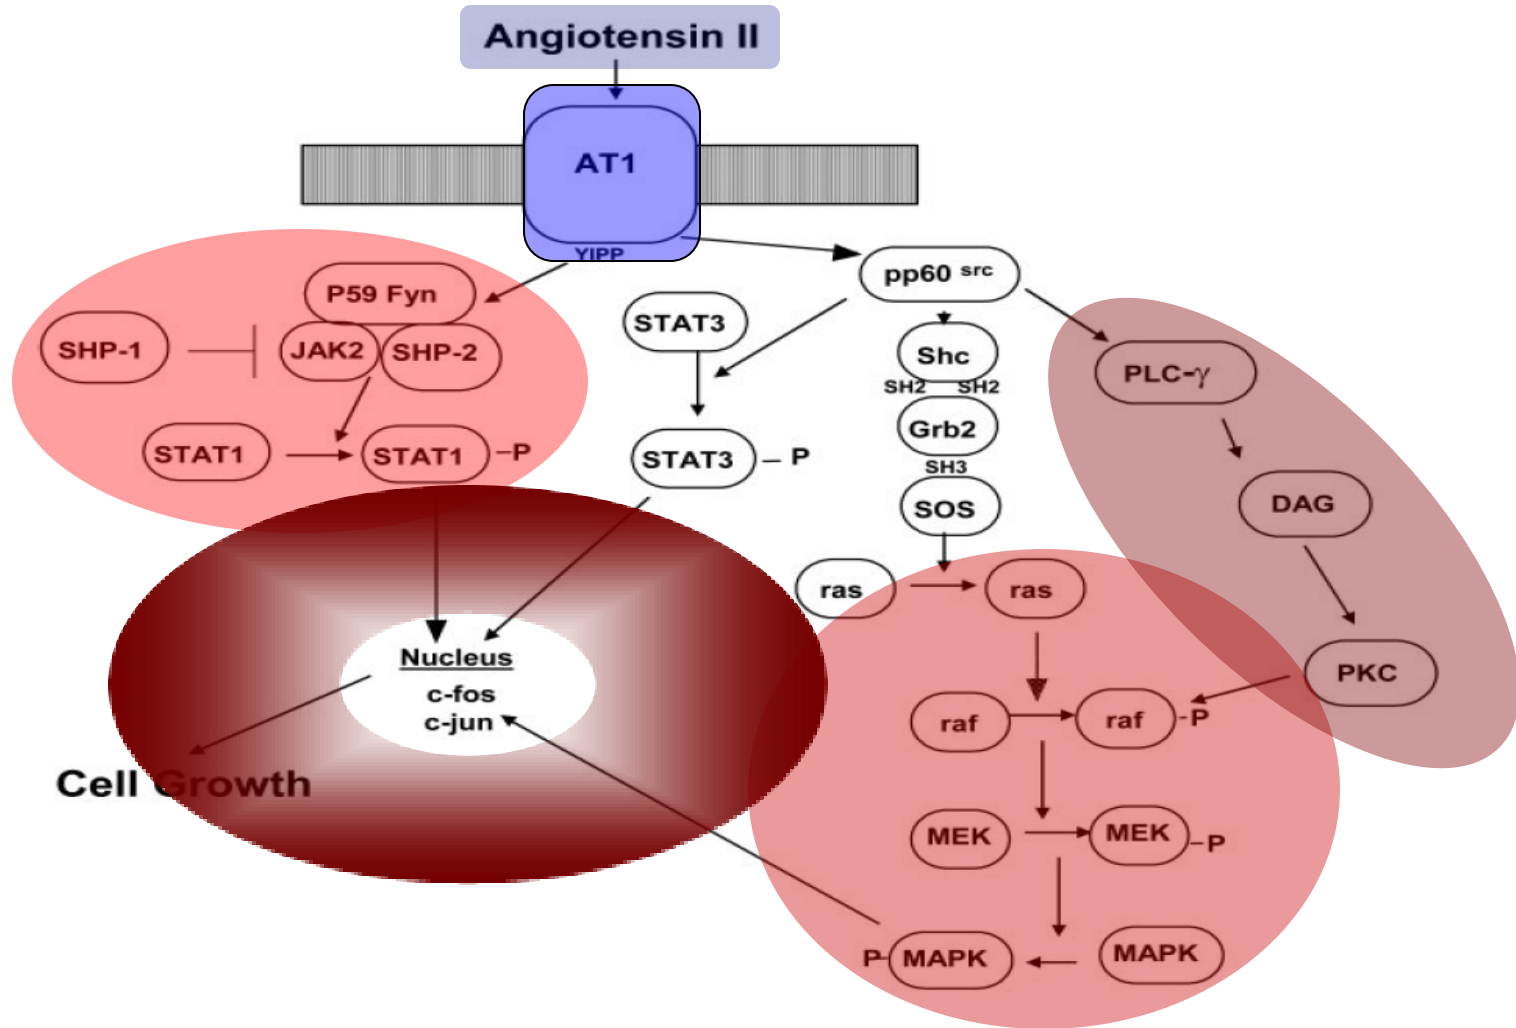 Angiotensin II
AT1
YIPP
P59 Fyn
SHP-1
JAK2
SHP-2
STAT1
STAT1
–P
STAT3
STAT3
– P
pp60 src
Shc
SH2 SH2
Grb2
SH3
SOS
ras
ras
PLC-γ
DAG
PKC
raf
raf
-P
MEK
MEK
–P
MAPK
P- MAPK
Nucleus
c-fos
c-jun
Cell Growth